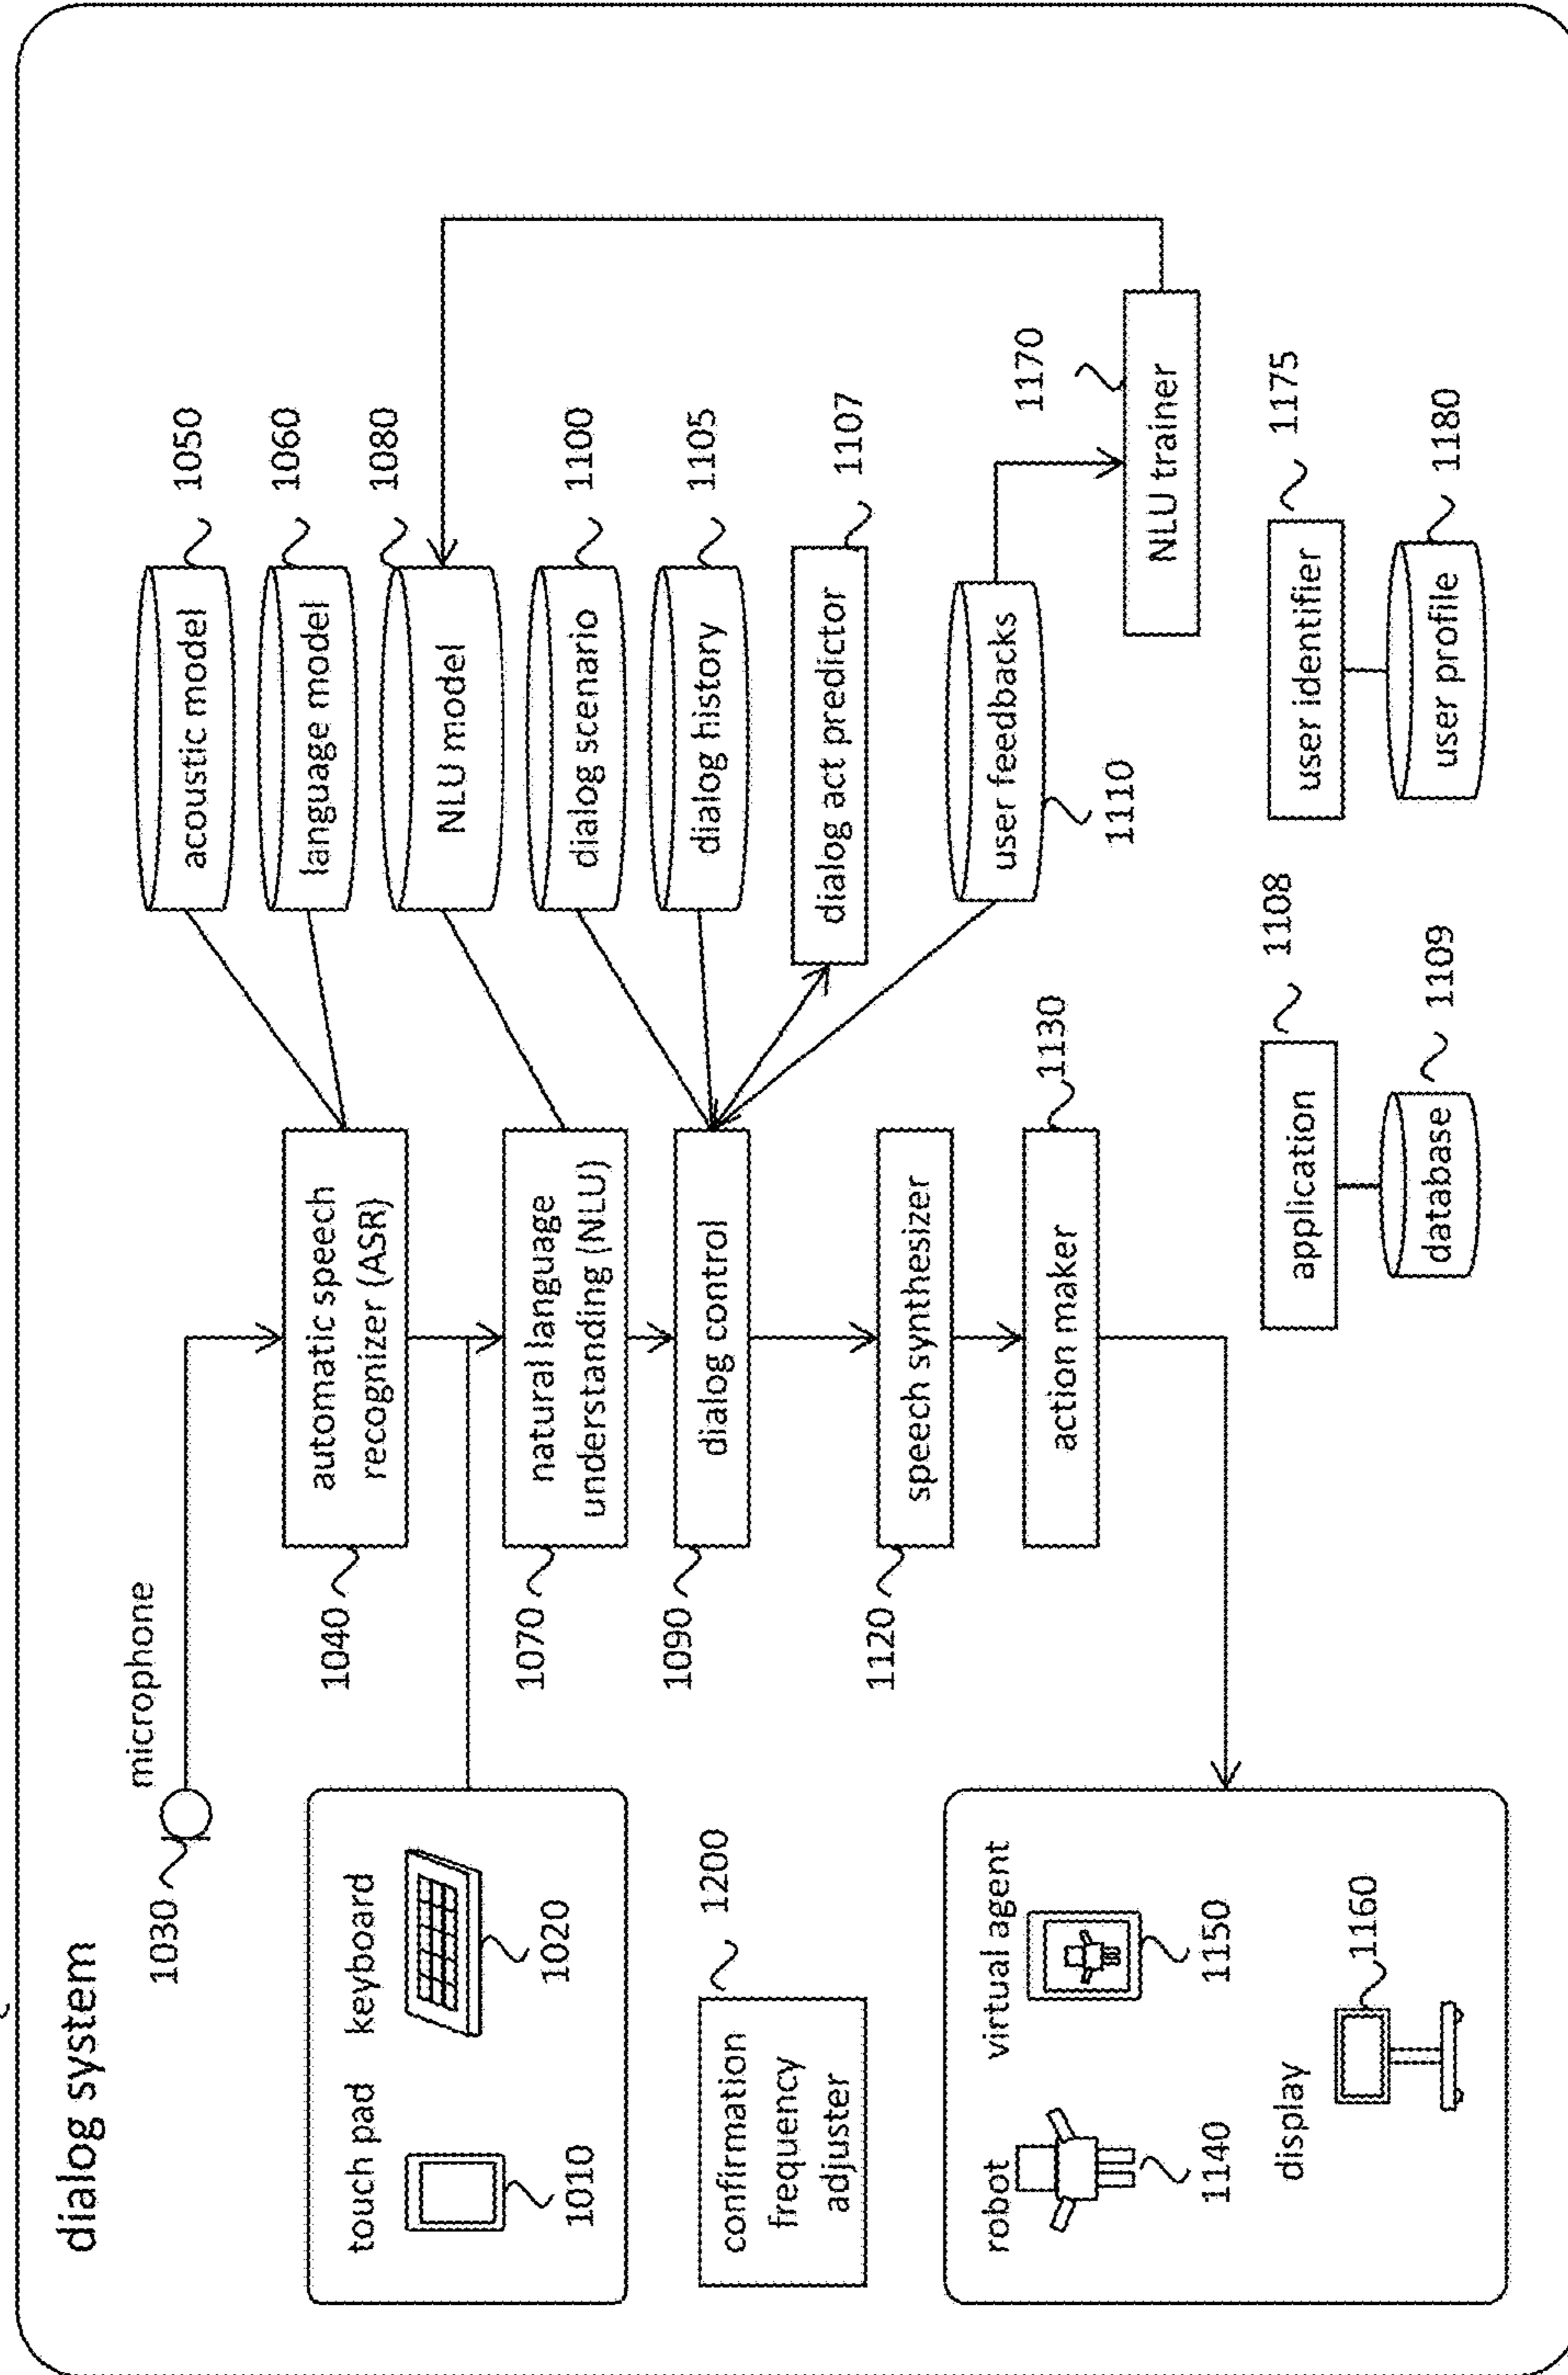 dialog system
microphone
1030
touch pad
keyboard
1010
1020
confirmation
frequency
adjuster
1200
robot
virtual agent
1140
1150
display
1160
automatic speech
recognizer (ASR)
1040
natural language
understanding (NLU)
1070
dialog control
1090
speech synthesizer
1120
action maker
1130
acoustic model
1050
language model
1060
NLU model
1080
dialog scenario
1100
dialog history
1105
dialog act predictor
1107
user feedbacks
1110
NLU trainer
1170
application
1108
database
1109
user identifier
1175
user profile
1180